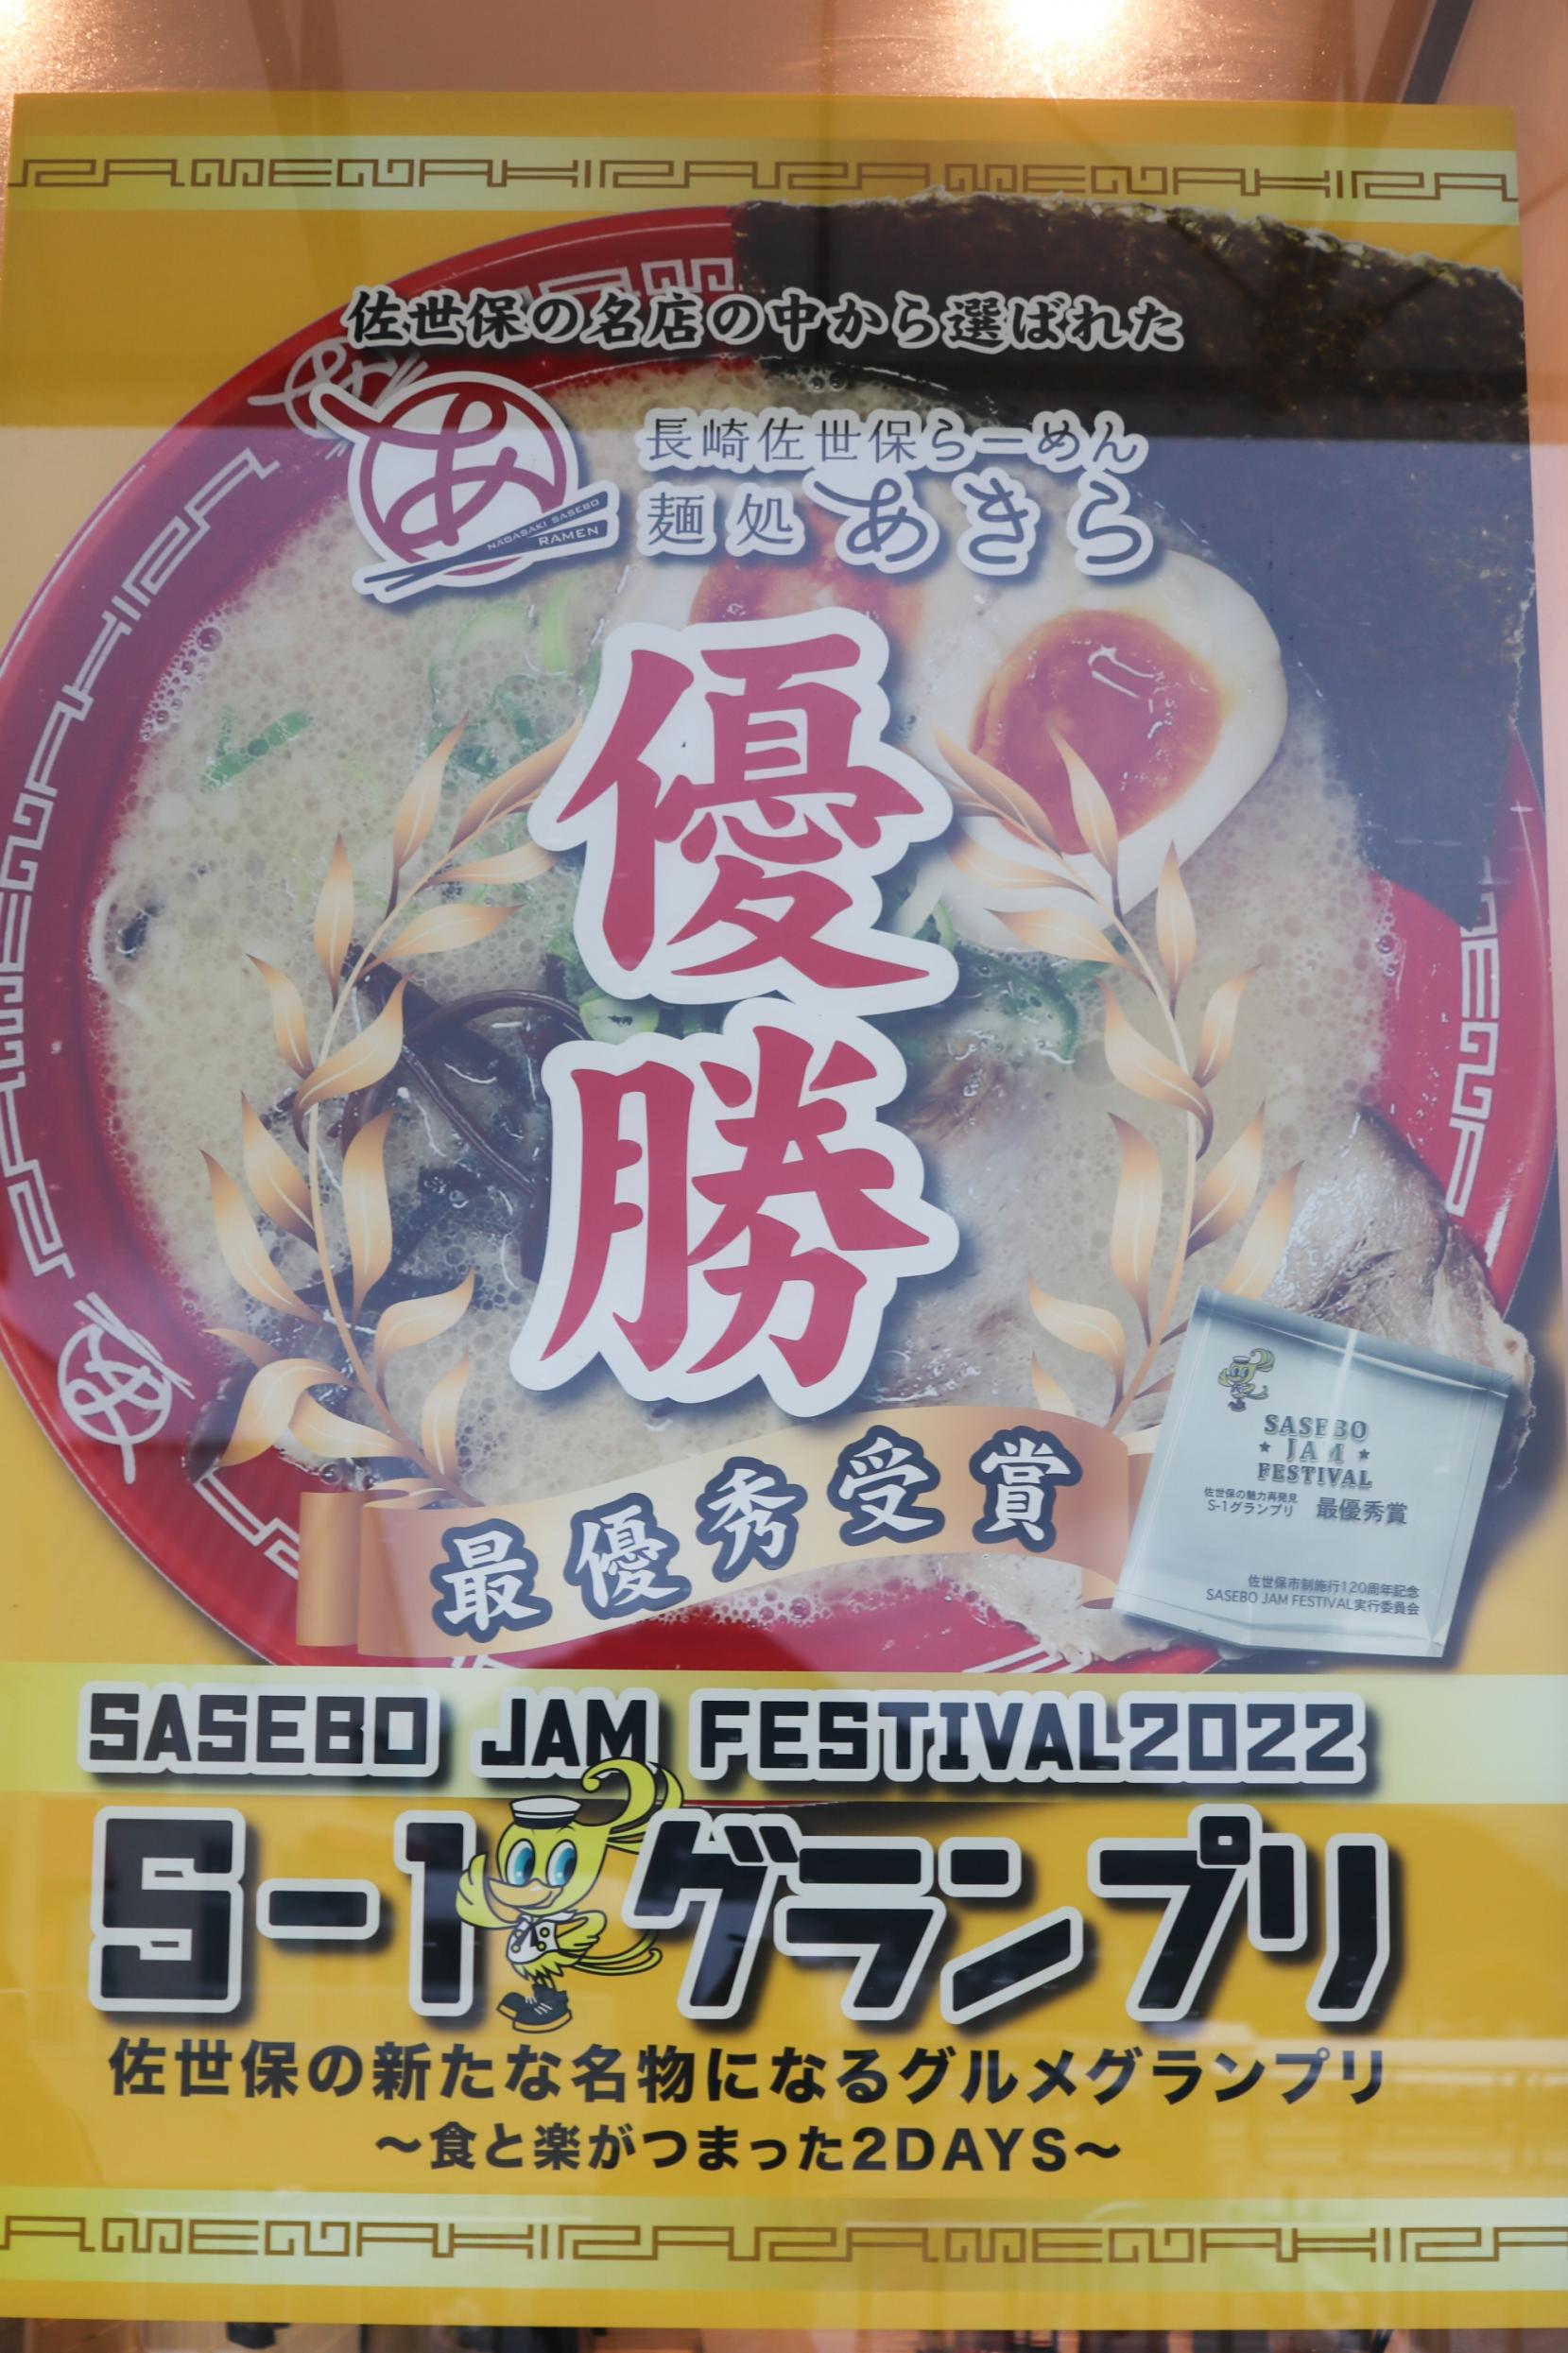 RAMENAKIRARAMENAKIRA
佐世保の名店の中から選ばれた
あ
NAGASAKI SASEBO
RAMEN
長崎佐世保らーめん
麺処あきら
優勝
最優秀受賞
SASEBO
★ JAM ★
FESTIVAL
佐世保の魅力再発見
S-1グランプリ 最優秀賞
佐世保市制施行120周年記念
SASEBO JAM FESTIVAL実行委員会
SASEBO JAM FESTIVAL2022
S-1グランプリ
佐世保の新たな名物になるグルメグランプリ
〜食と楽がつまった2DAYS〜
AMENAKIRARAMENAKIRA